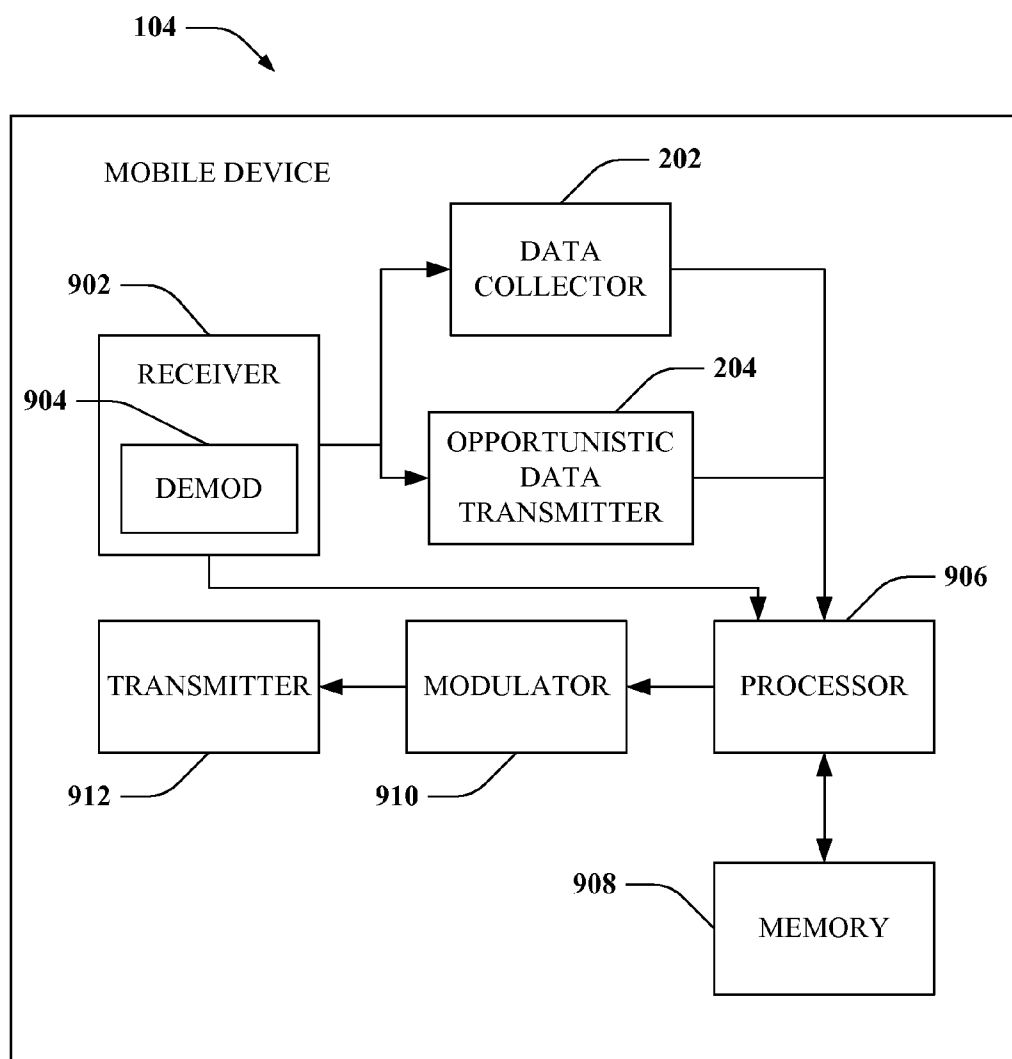 104
MOBILE DEVICE
202
DATA
COLLECTOR
902
RECEIVER
904
DEMOD
204
OPPORTUNISTIC
DATA
TRANSMITTER
906
TRANSMITTER
MODULATOR
PROCESSOR
912
910
908
MEMORY